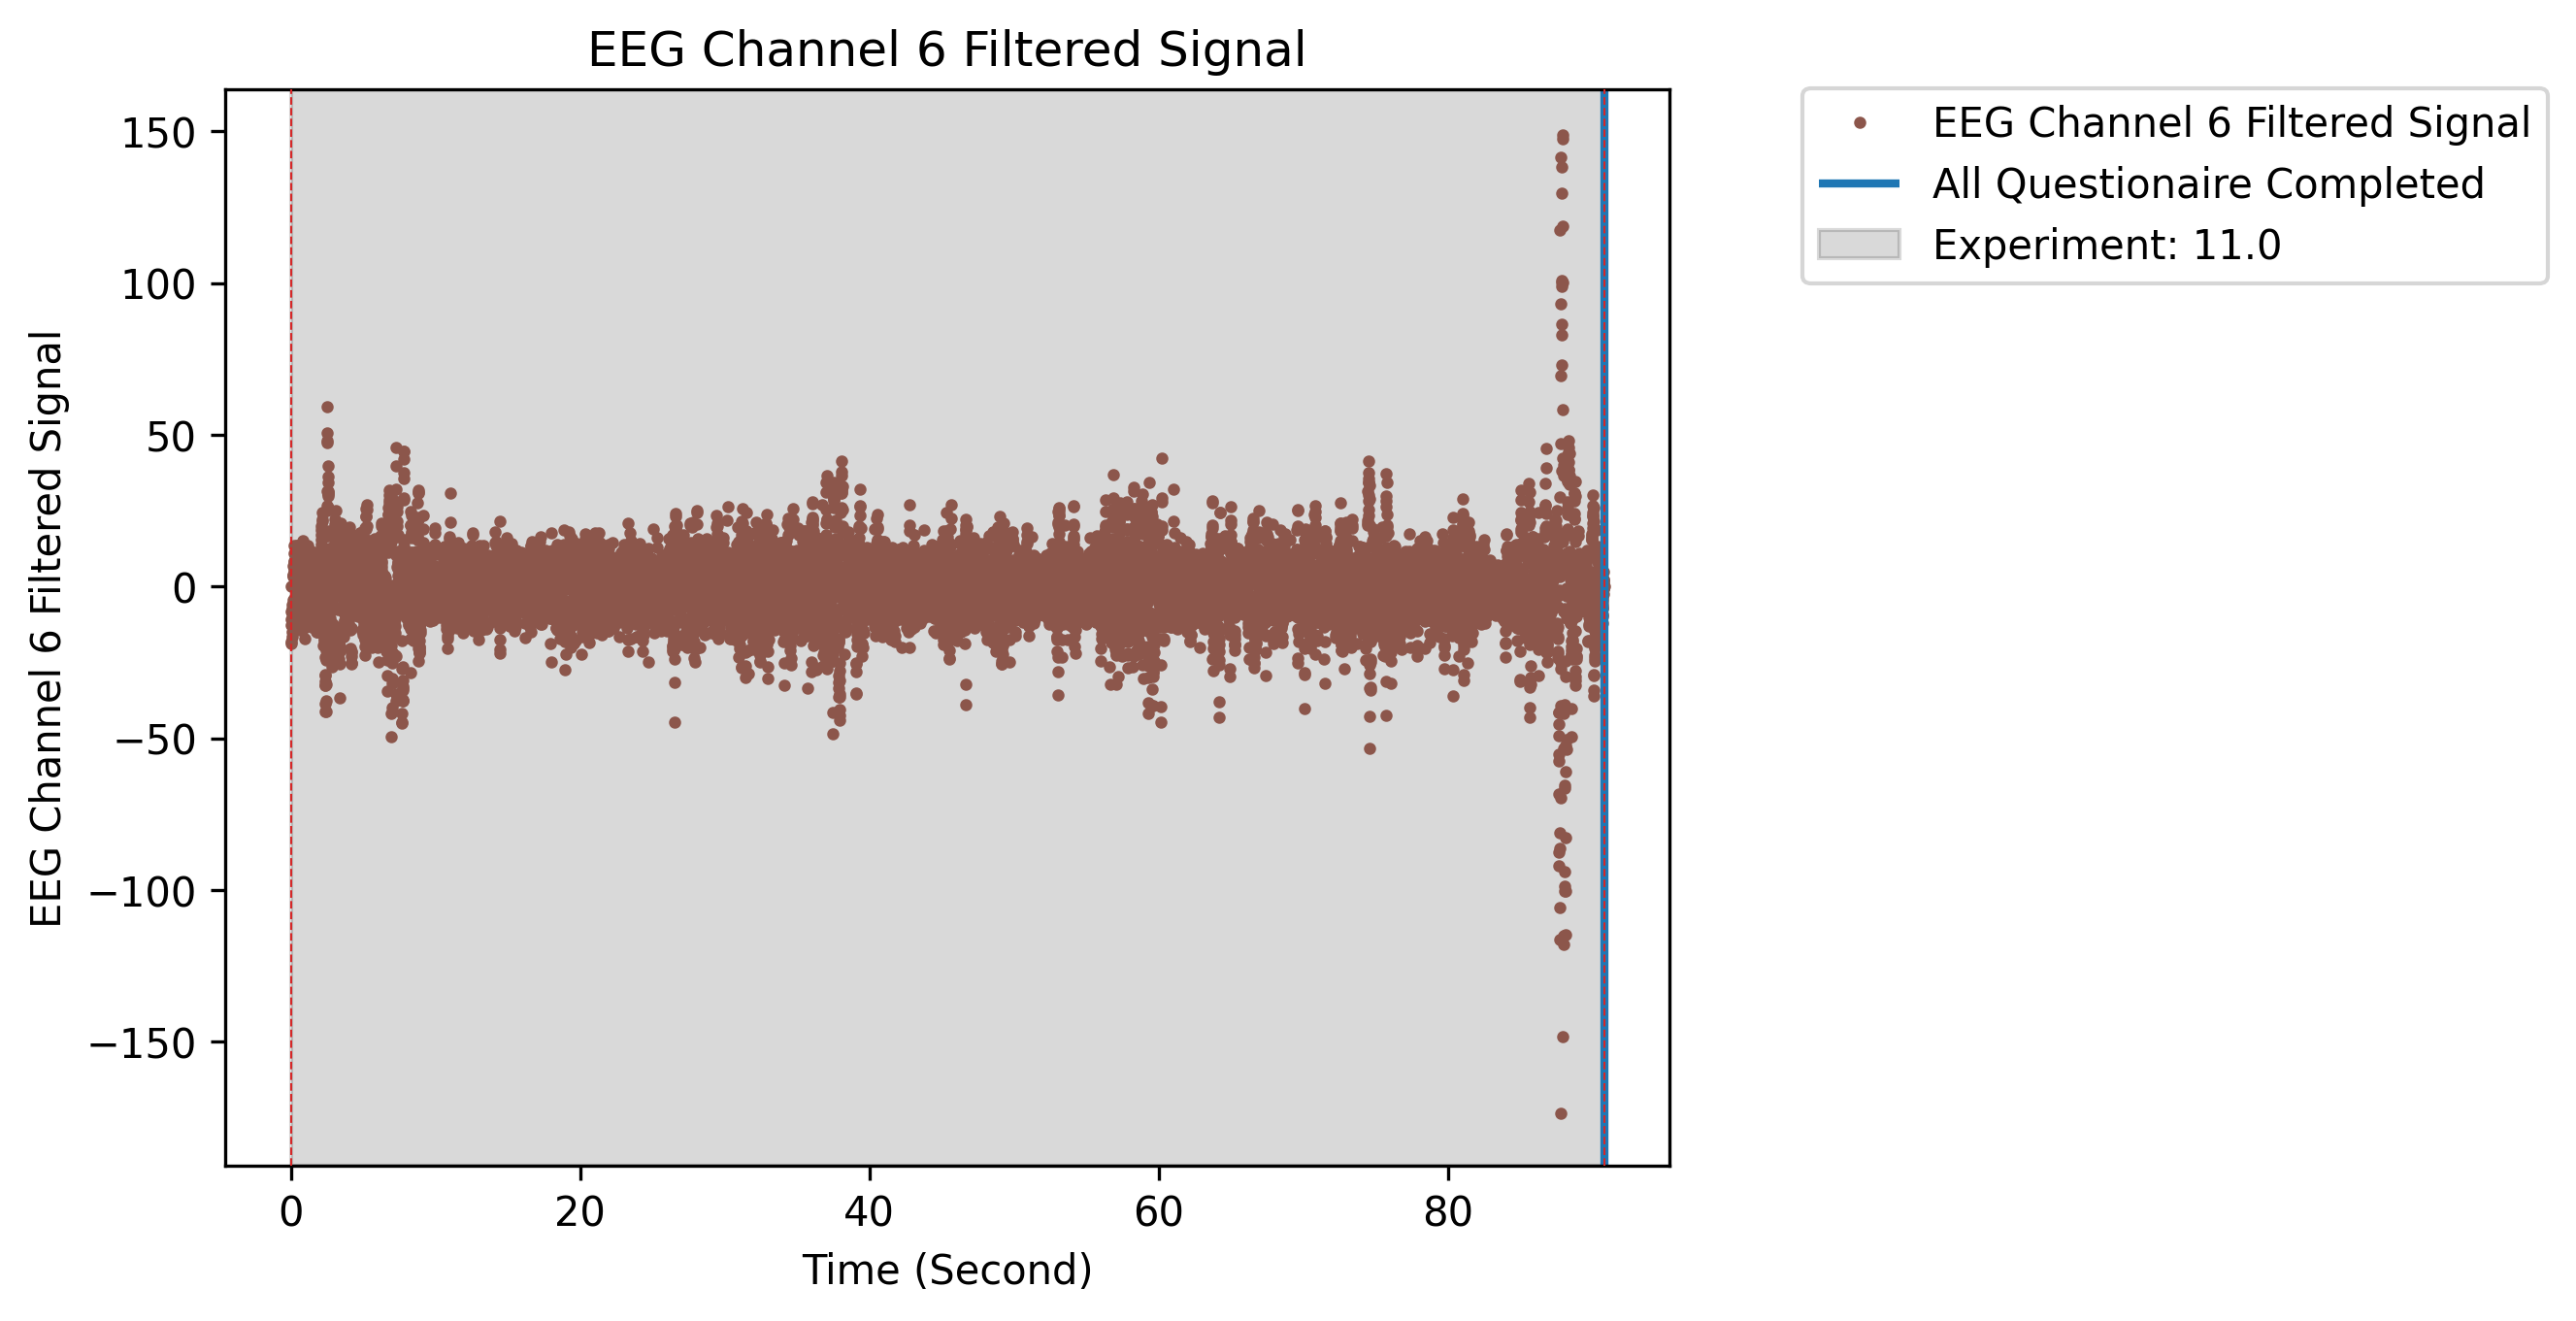 EEG Channel 6 Filtered Signal
EEG Channel 6 Filtered Signal
All Questionaire Completed
Experiment: 11.0
EEG Channel 6 Filtered Signal
150
100
50
0
−50
−100
−150
0 20 40 60 80
Time (Second)